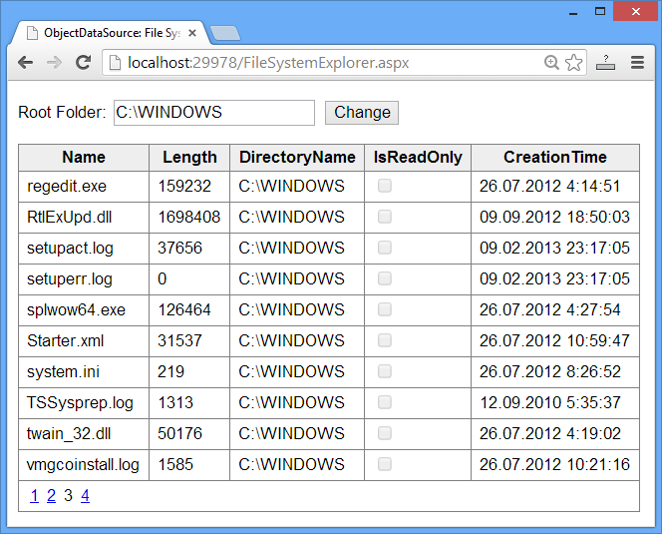 ObjectDataSource: File Sys
localhost:29978/FileSystemExplorer.aspx
Root Folder: C:\WINDOWS Change
Name Length DirectoryName IsReadOnly CreationTime
regedit.exe 159232 C:\WINDOWS 26.07.2012 4:14:51
RtlExUpd.dll 1698408 C:\WINDOWS 09.09.2012 18:50:03
setupact.log 37656 C:\WINDOWS 09.02.2013 23:17:05
setuperr.log 0 C:\WINDOWS 09.02.2013 23:17:05
splwow64.exe 126464 C:\WINDOWS 26.07.2012 4:27:54
Starter.xml 31537 C:\WINDOWS 26.07.2012 10:59:47
system.ini 219 C:\WINDOWS 26.07.2012 8:26:52
TSSysprep.log 1313 C:\WINDOWS 12.09.2010 5:35:37
twain_32.dll 50176 C:\WINDOWS 26.07.2012 4:19:02
vmgcoinstall.log 1585 C:\WINDOWS 26.07.2012 10:21:16
1 2 3 4